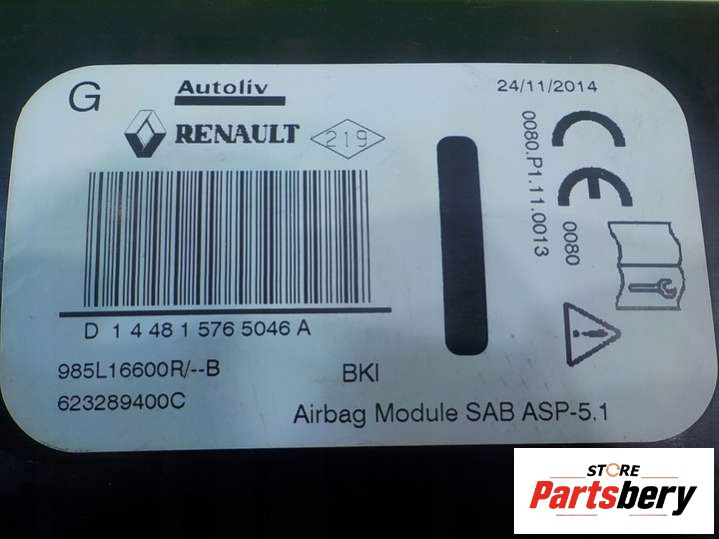 G
Autoliv
24/11/2014
RENAULT
219
0080.P1.11.0013
CE
0080
D 1 4 48 1 576 5046 A
985L16600R/--B
BKI
623289400C
Airbag Module SAB ASP-5.1
STORE
Partsbery